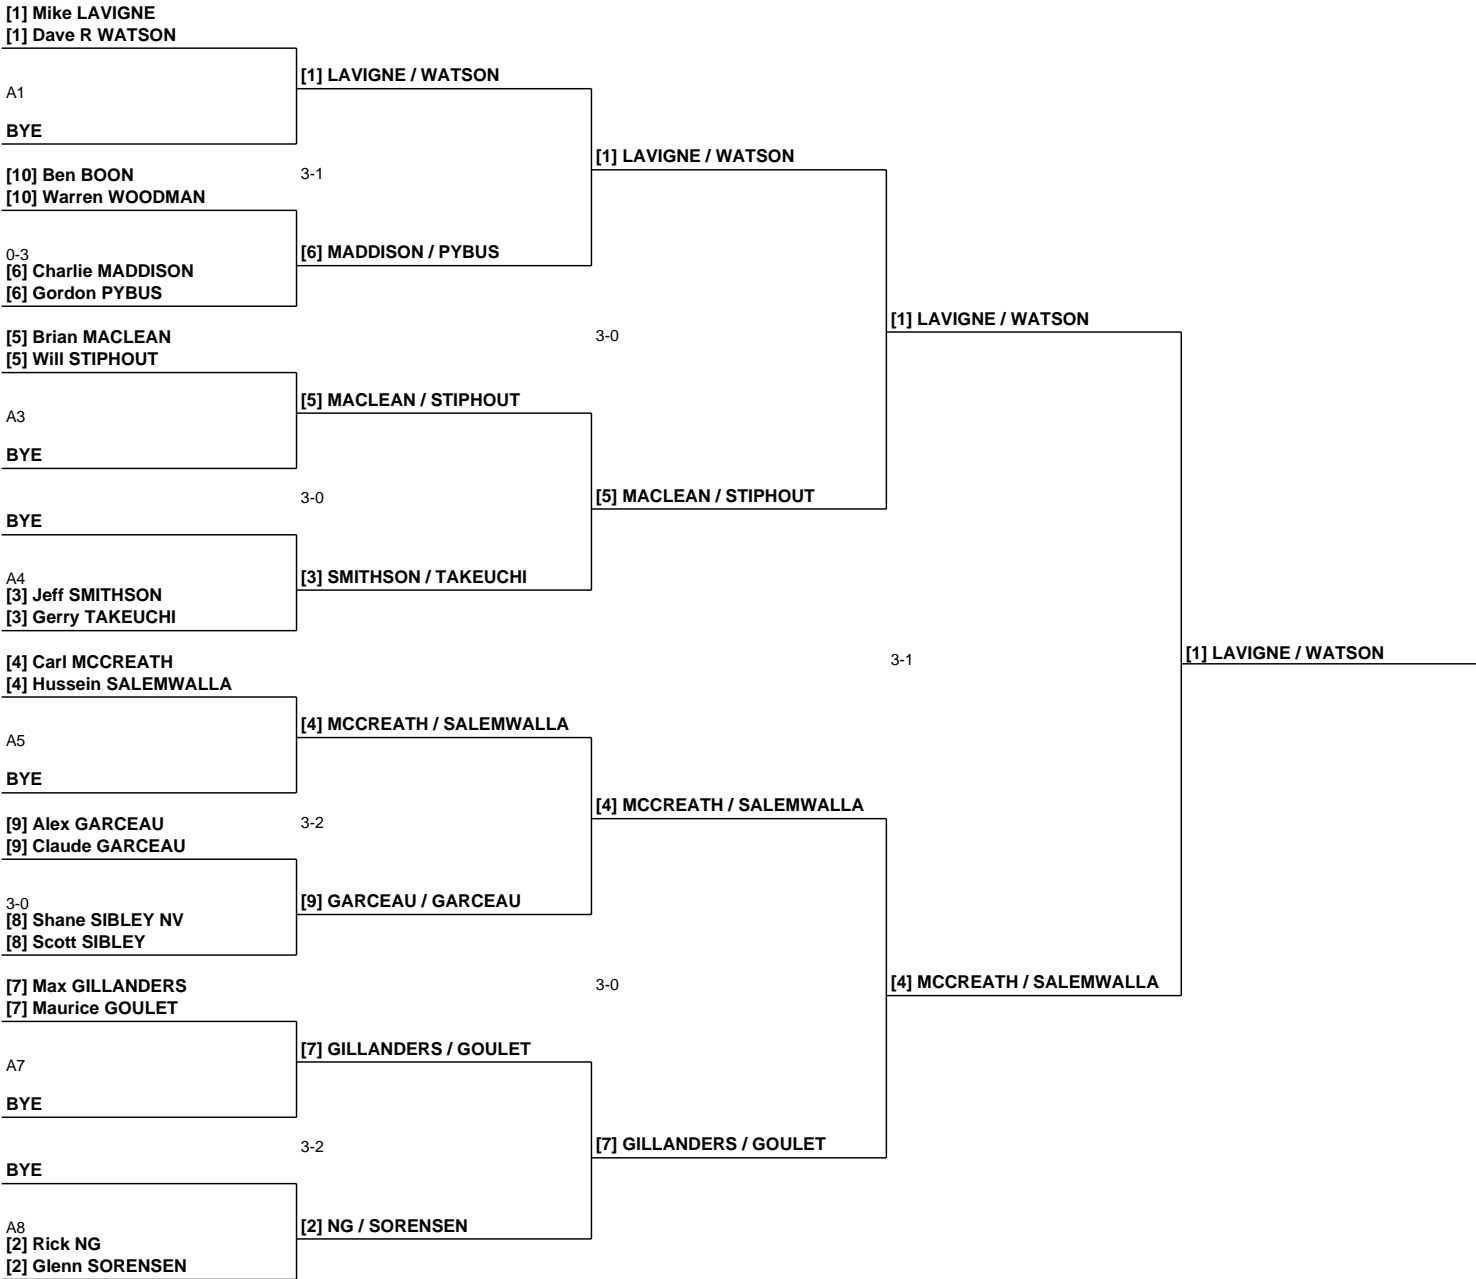 [1] Mike LAVIGNE
[1] Dave R WATSON
[1] LAVIGNE / WATSON
A1
BYE
[1] LAVIGNE / WATSON
[10] Ben BOON
3-1
[10] Warren WOODMAN
0-3
[6] MADDISON / PYBUS
[6] Charlie MADDISON
[6] Gordon PYBUS
[1] LAVIGNE / WATSON
[5] Brian MACLEAN
3-0
[5] Will STIPHOUT
[5] MACLEAN / STIPHOUT
A3
BYE
3-0
[5] MACLEAN / STIPHOUT
BYE
A4
[3] SMITHSON / TAKEUCHI
[3] Jeff SMITHSON
[3] Gerry TAKEUCHI
[4] Carl MCCREATH
3-1
[1] LAVIGNE / WATSON
[4] Hussein SALEMWALLA
[4] MCCREATH / SALEMWALLA
A5
BYE
[4] MCCREATH / SALEMWALLA
[9] Alex GARCEAU
3-2
[9] Claude GARCEAU
3-0
[9] GARCEAU / GARCEAU
[8] Shane SIBLEY NV
[8] Scott SIBLEY
[7] Max GILLANDERS
3-0
[4] MCCREATH / SALEMWALLA
[7] Maurice GOULET
[7] GILLANDERS / GOULET
A7
BYE
3-2
[7] GILLANDERS / GOULET
BYE
A8
[2] NG / SORENSEN
[2] Rick NG
[2] Glenn SORENSEN